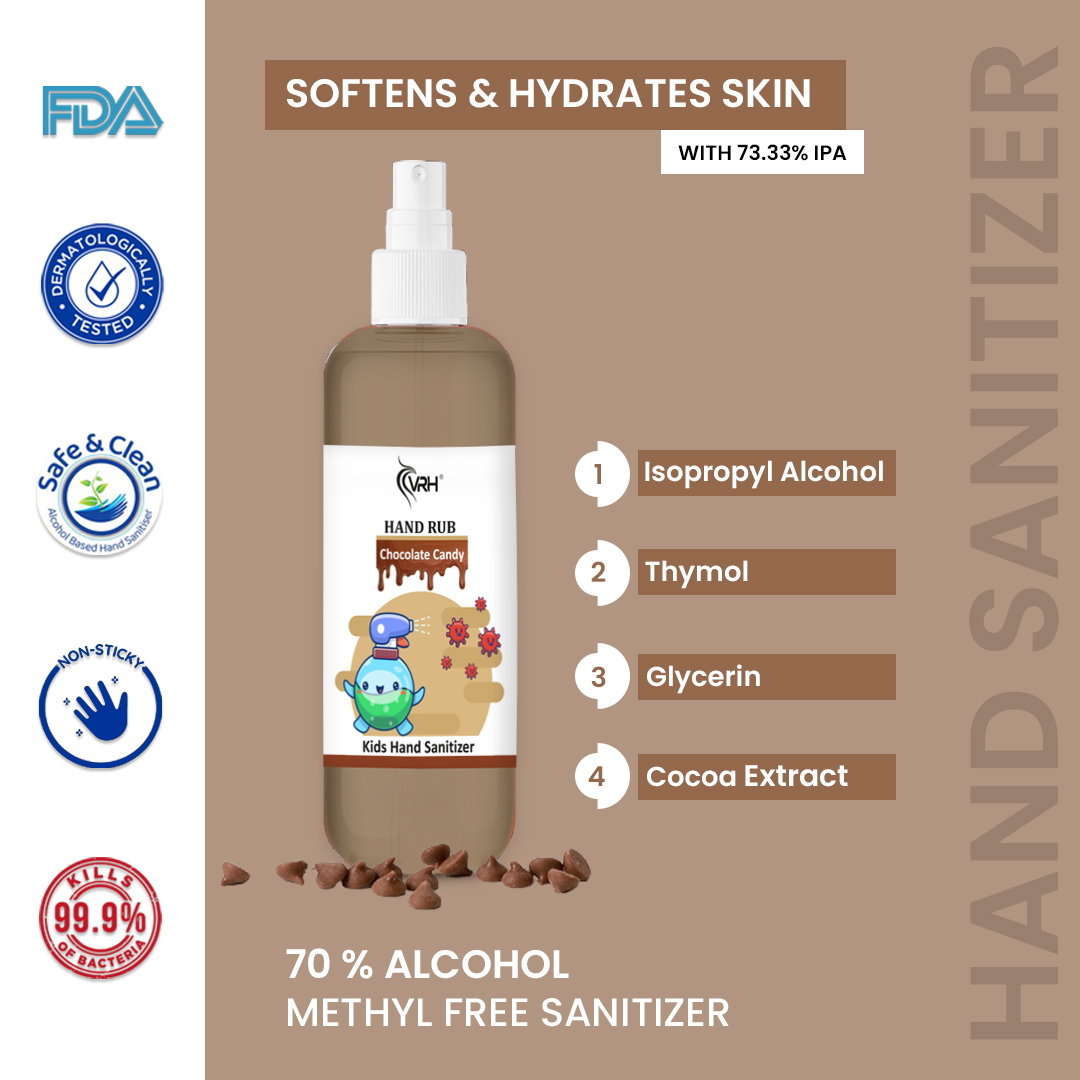 FDA
DERMATOLOGICALLY
TESTED
Safe & Clean
Alcohol Based Hand Sanitiser
NON-STICKY
KILLS
99.9%
OF BACTERIA
SOFTENS & HYDRATES SKIN
WITH 73.33% IPA
VRH®
HAND RUB
Chocolate Candy
Kids Hand Sanitizer
1 Isopropyl Alcohol
2 Thymol
3 Glycerin
4 Cocoa Extract
70 % ALCOHOL
METHYL FREE SANITIZER
HAND SANITIZER